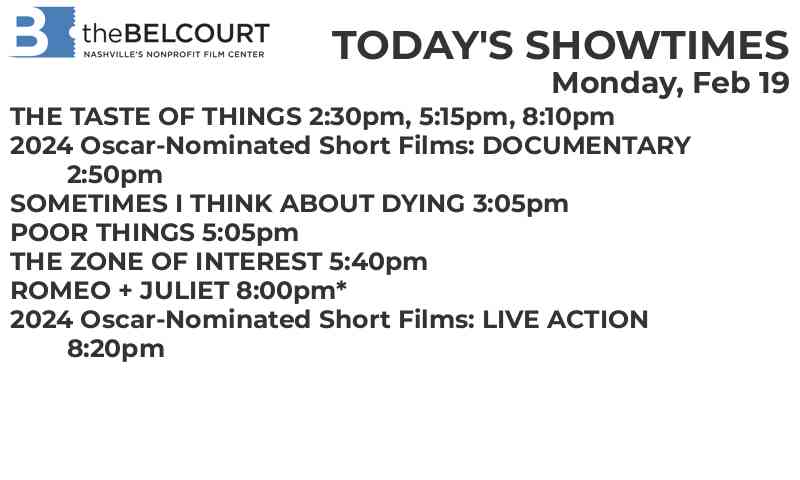 B theBELCOURT
NASHVILLE'S NONPROFIT FILM CENTER
TODAY'S SHOWTIMES
Monday, Feb 19
THE TASTE OF THINGS 2:30pm, 5:15pm, 8:10pm
2024 Oscar-Nominated Short Films: DOCUMENTARY
2:50pm
SOMETIMES I THINK ABOUT DYING 3:05pm
POOR THINGS 5:05pm
THE ZONE OF INTEREST 5:40pm
ROMEO + JULIET 8:00pm*
2024 Oscar-Nominated Short Films: LIVE ACTION
8:20pm